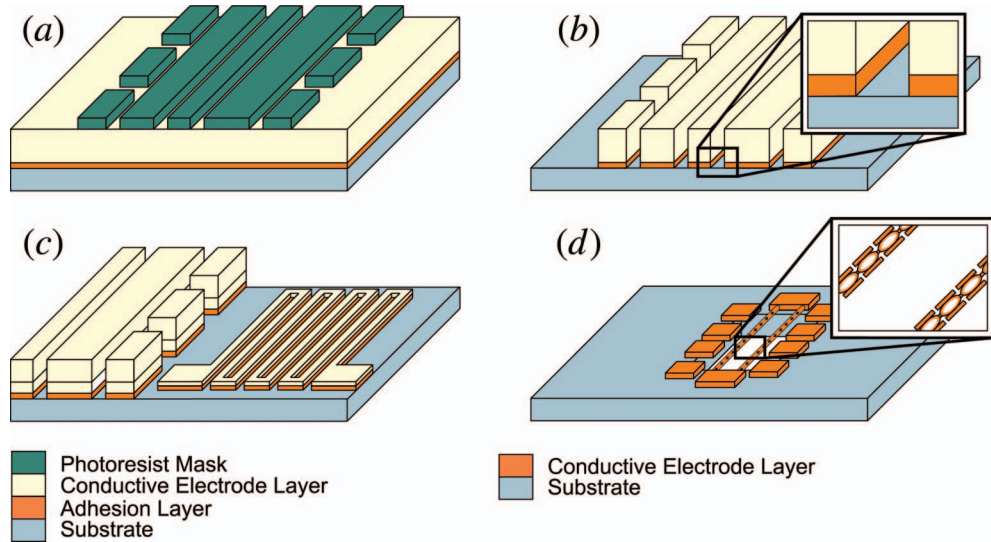 (a)
(b)
(c)
(d)
Photoresist Mask
Conductive Electrode Layer
Adhesion Layer
Substrate
Conductive Electrode Layer
Substrate